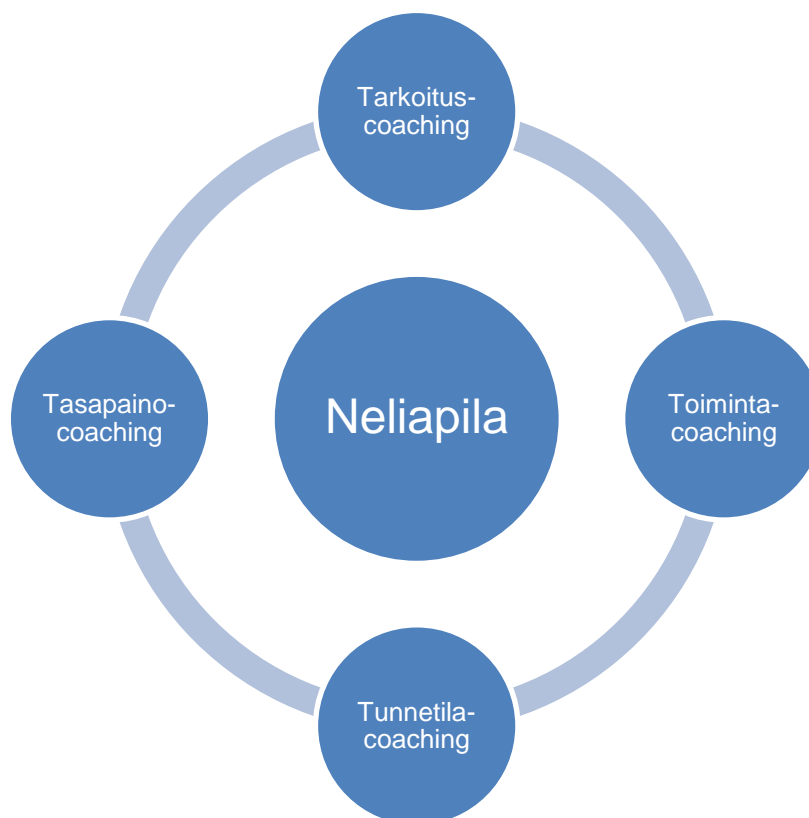 Tarkoitus-
coaching
Tasapaino-
coaching
Neliapila
Toiminta-
coaching
Tunnetila-
coaching